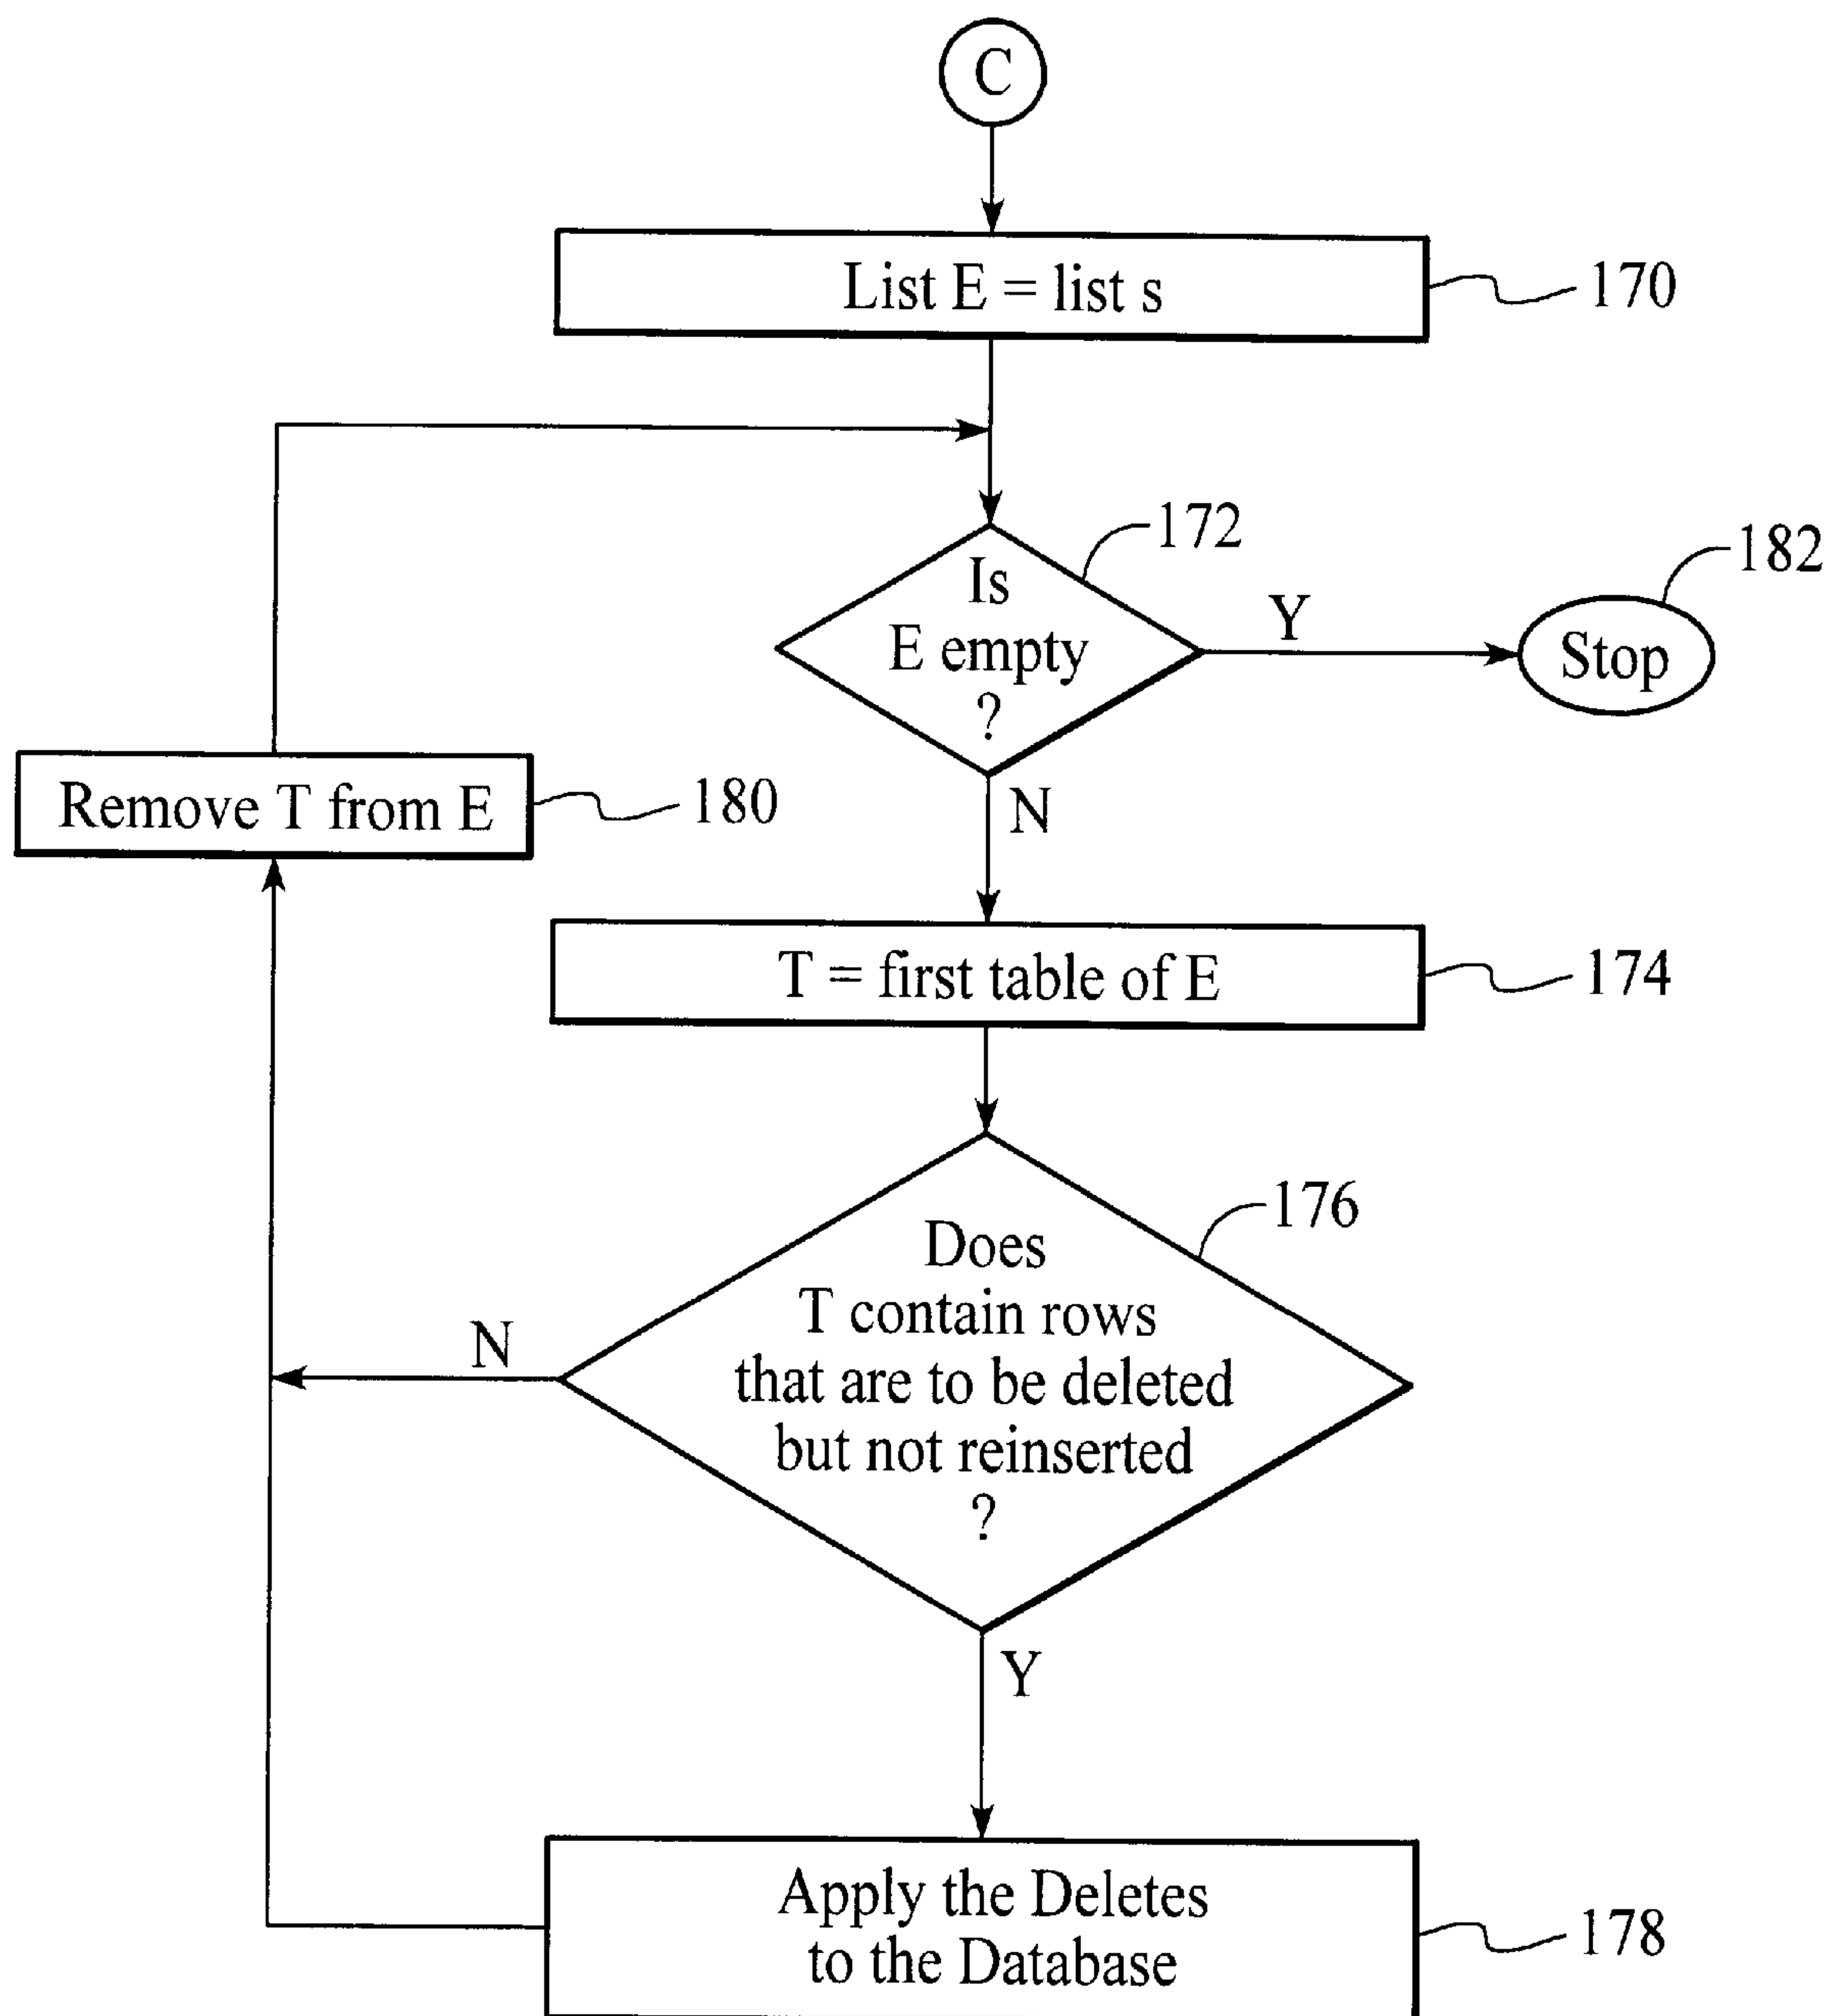 C
List E = list s
170
172
Is
E empty
?
Y
182
Stop
Remove T from E
180
N
T = first table of E
174
176
Does
T contain rows
that are to be deleted
but not reinserted
?
N
Y
Apply the Deletes
to the Database
178